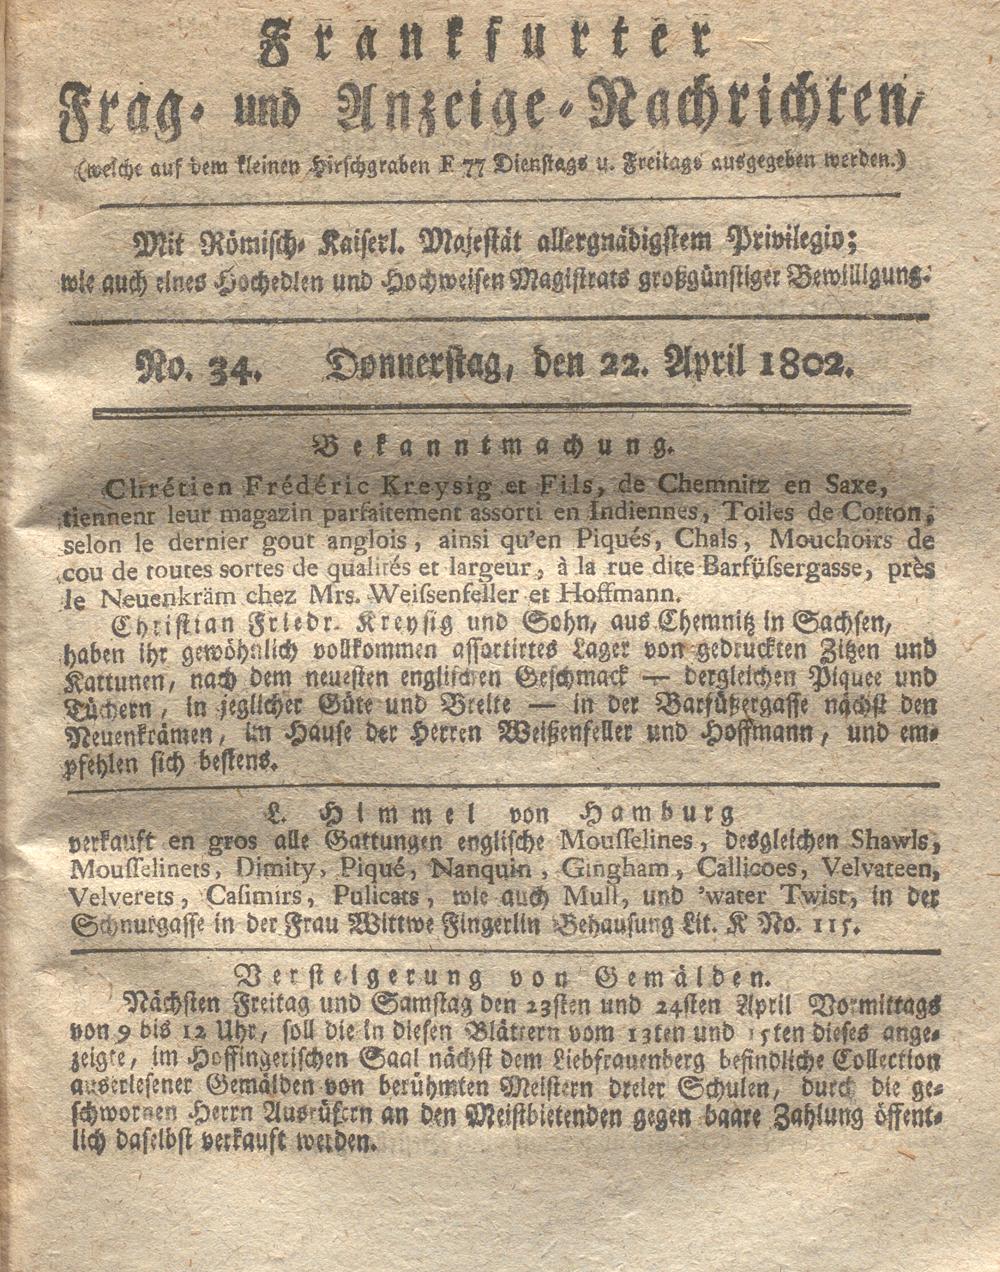 Frankfurter
Frag- und Anzeige-Nachrichten,
(welche auf dem kleinen Hirschgraben F 77 Dienstags u. Freitags ausgegeben werden.)
Mit Römisch- Kaiserl. Majestät allergnädigstem Privilegio;
wie auch eines Hochedlen und Hochweisen Magistrats großgünstiger Bewilligung.
No. 34. Donnerstag, den 22. April 1802.
Bekanntmachung.
Chrétien Frédéric Kreysig et Fils, de Chemnitz en Saxe,
tiennent leur magazin parfaitement assorti en Indiennes, Toiles de Cotton,
selon le dernier gout anglois, ainsi qu'en Piqués, Chals, Mouchoirs de
cou de toutes sortes de qualités et largeur, à la rue dite Barfüssergasse, près
le Neuenkräm chez Mrs. Weissenfeller et Hoffmann.
Christian Friedr. Kreysig und Sohn, aus Chemnitz in Sachsen,
haben ihr gewöhnlich vollkommen assortirtes Lager von gedruckten Zitzen und
Kattunen, nach dem neuesten englischen Geschmack — dergleichen Piquee und
Tüchern, in jeglicher Güte und Breite — in der Barfüßergasse nächst den
Neuenkrämen, im Hause der Herren Weißenfeller und Hoffmann, und em-
pfehlen sich bestens.
L. Himmel von Hamburg
verkauft en gros alle Gattungen englische Mousselines, desgleichen Shawls,
Mousselinets, Dimity, Piqué, Nanquin, Gingham, Callicoes, Velvateen,
Velverets, Casimirs, Pulicats, wie auch Mull, und 'water Twist, in der
Schnurgasse in der Frau Wittwe Fingerlin Behausung Lit. K No. 115.
Versteigerung von Gemälden.
Nächsten Freitag und Samstag den 23sten und 24sten April Vormittags
von 9 bis 12 Uhr, soll die in diesen Blättern vom 13ten und 15ten dieses ange-
zeigte, im Hoffingerischen Saal nächst dem Liebfrauenberg befindliche Collection
auserlesener Gemälden von berühmten Meistern dreier Schulen, durch die ge-
schwornen Herrn Ausrüfern an den Meistbietenden gegen baare Zahlung öffent-
lich daselbst verkauft werden.